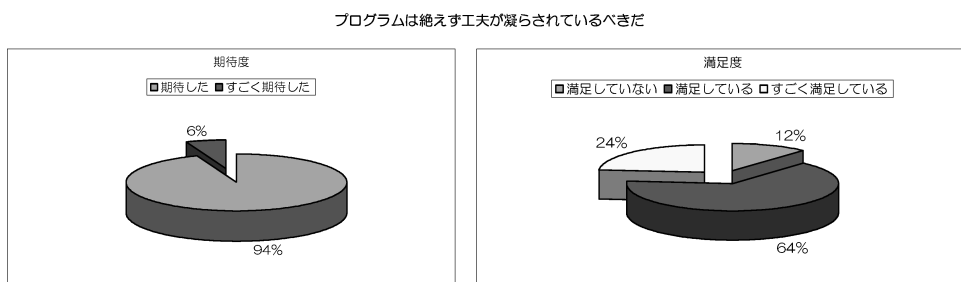 プログラムは絶えず工夫が凝らされているべきだ
期待度
期待した すごく期待した
6%
94%
満足度
満足していない 満足している すごく満足している
12%
24%
64%